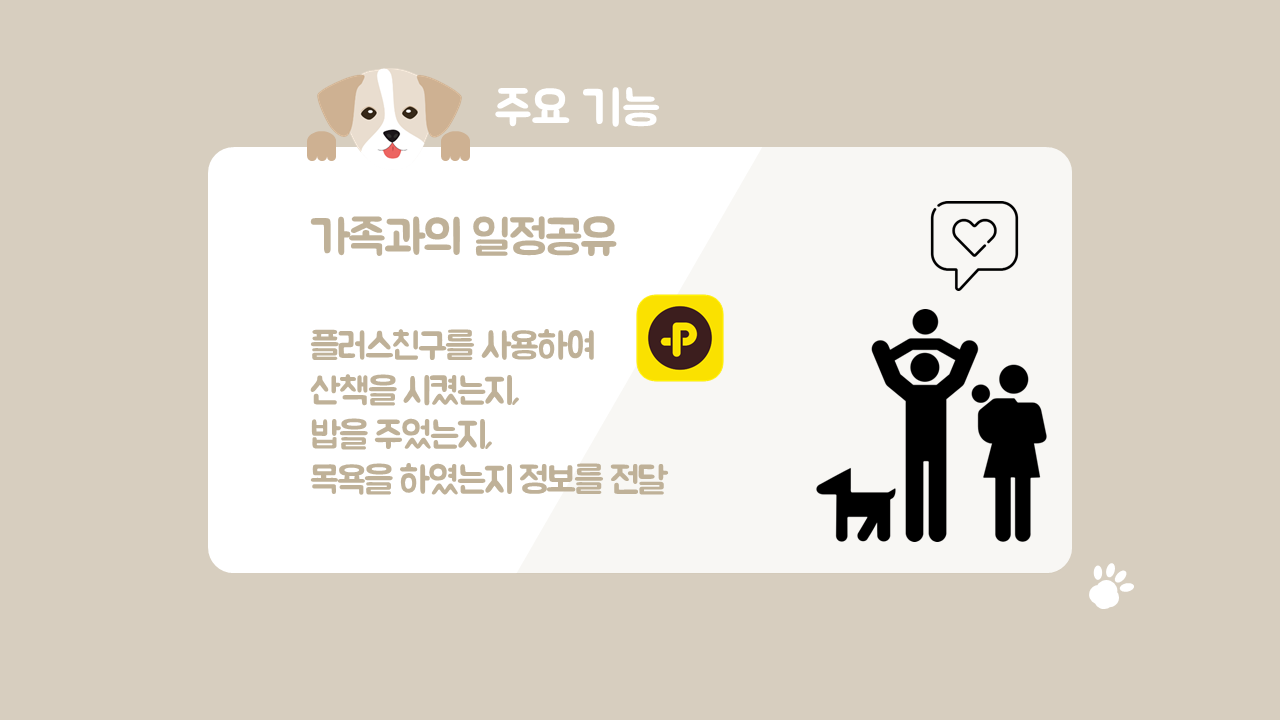 주요 기능
가족과의 일정공유
플러스친구를 사용하여
산책을 시켰는지,
밥을 주었는지,
목욕을 하였는지 정보를 전달